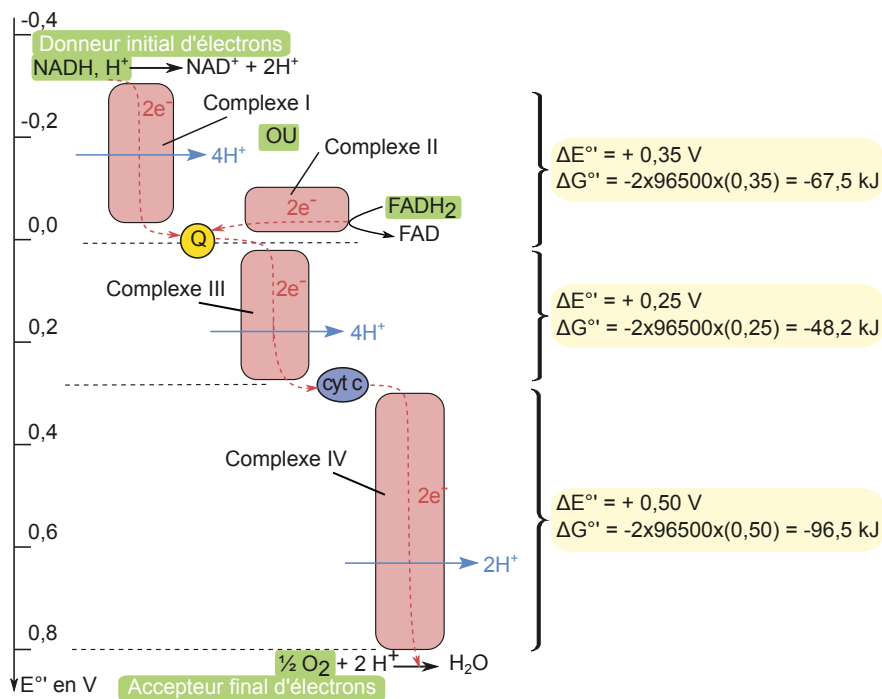 -0,4
Donneur initial d'électrons
NADH, H⁺ → NAD⁺ + 2H⁺
2e⁻
Complexe I
-0,2
4H⁺
OU
Complexe II
ΔE°' = + 0,35 V
ΔG°' = -2x96500x(0,35) = -67,5 kJ
2e⁻
FADH₂
FAD
0,0
Q
Complexe III
2e⁻
ΔE°' = + 0,25 V
ΔG°' = -2x96500x(0,25) = -48,2 kJ
0,2
4H⁺
cyt c
0,4
Complexe IV
2e⁻
ΔE°' = + 0,50 V
ΔG°' = -2x96500x(0,50) = -96,5 kJ
0,6
2H⁺
0,8
½ O₂ + 2 H⁺ → H₂O
E°' en V
Accepteur final d'électrons